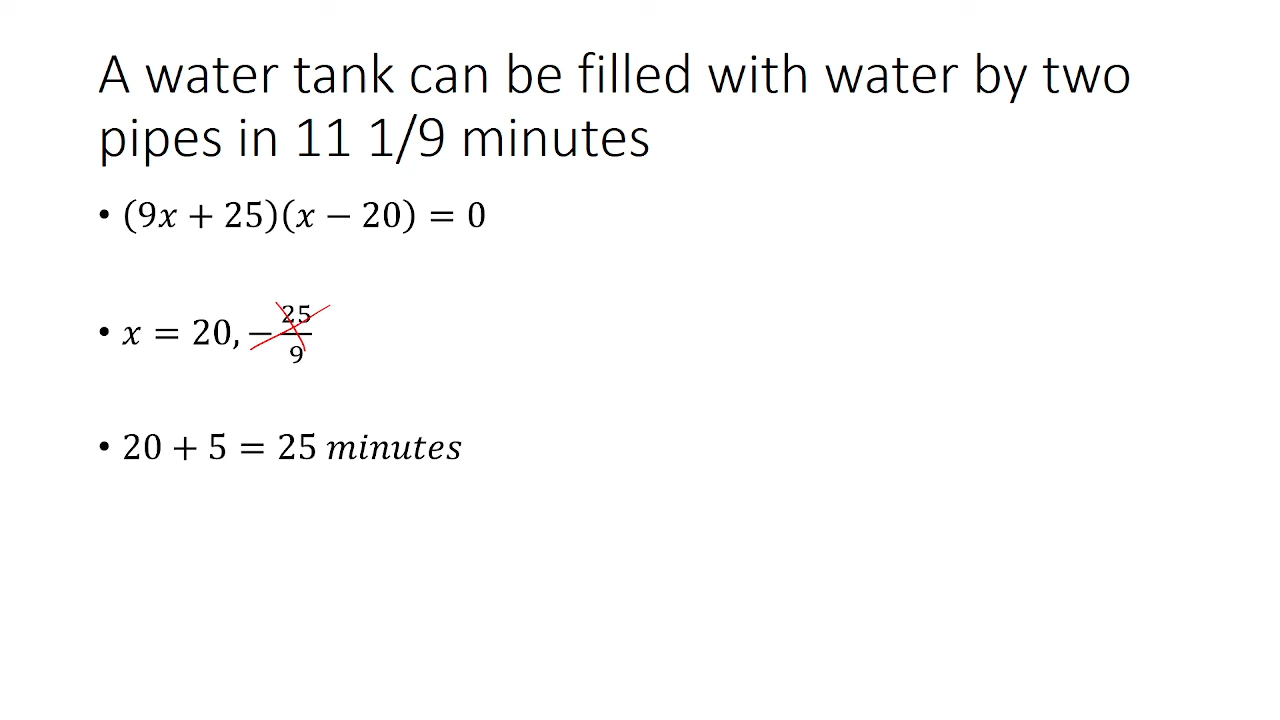 A water tank can be filled with water by two
pipes in 11 1/9 minutes
• (9x + 25)(x − 20) = 0
• x = 20, −25/9
• 20 + 5 = 25 minutes